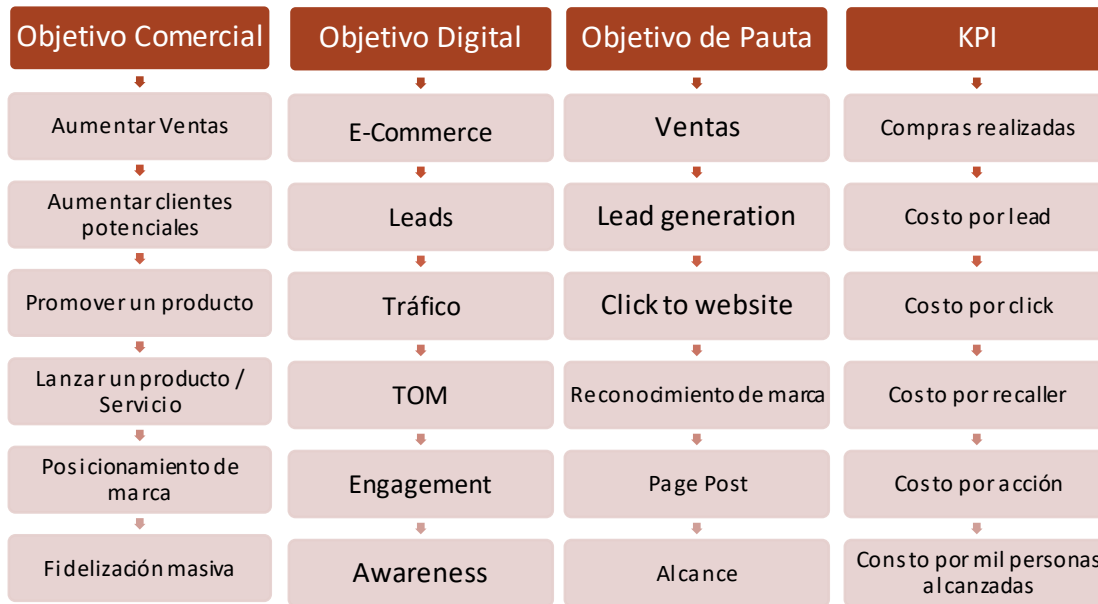 Objetivo Comercial
Aumentar Ventas
Aumentar clientes
potenciales
Promover un producto
Lanzar un producto /
Servicio
Posicionamiento de
marca
Fidelización masiva
Objetivo Digital
E-Commerce
Leads
Tráfico
TOM
Engagement
Awareness
Objetivo de Pauta
Ventas
Lead generation
Click to website
Reconocimiento de marca
Page Post
Alcance
KPI
Compras realizadas
Costo por lead
Costo por click
Costo por recaller
Costo por acción
Consto por mil personas
alcanzadas